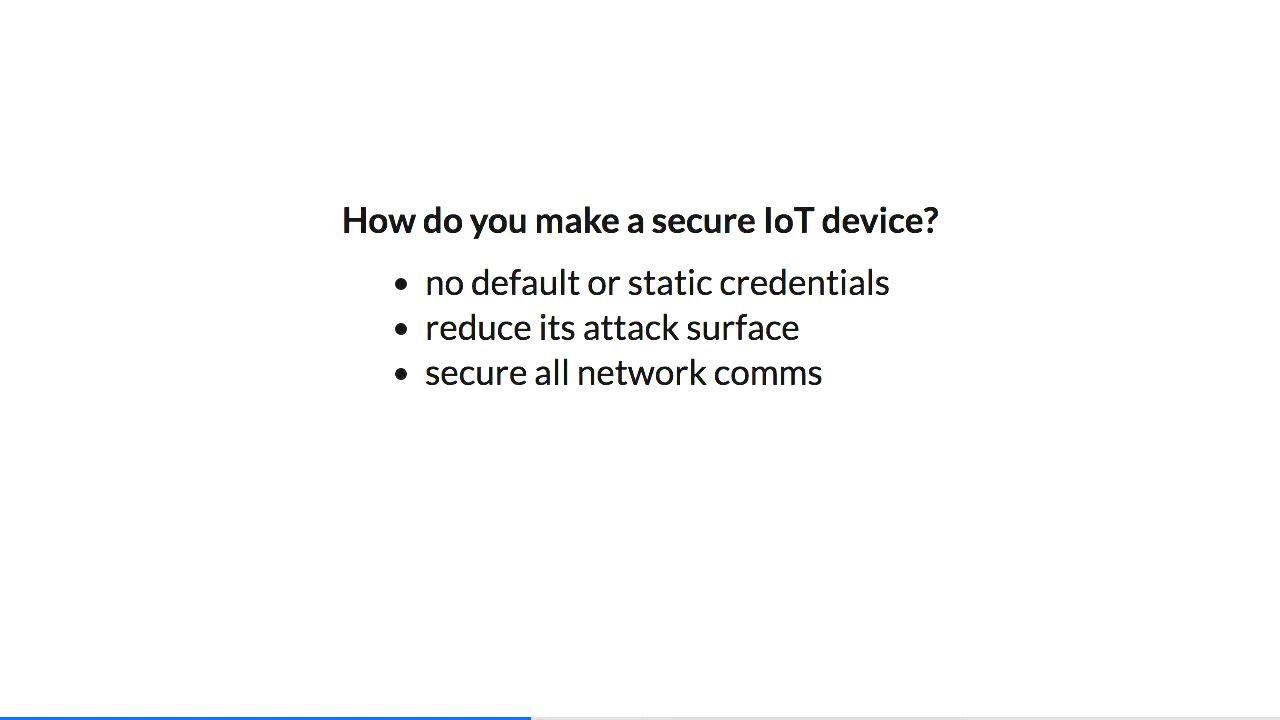 How do you make a secure IoT device?
• no default or static credentials
• reduce its attack surface
• secure all network comms